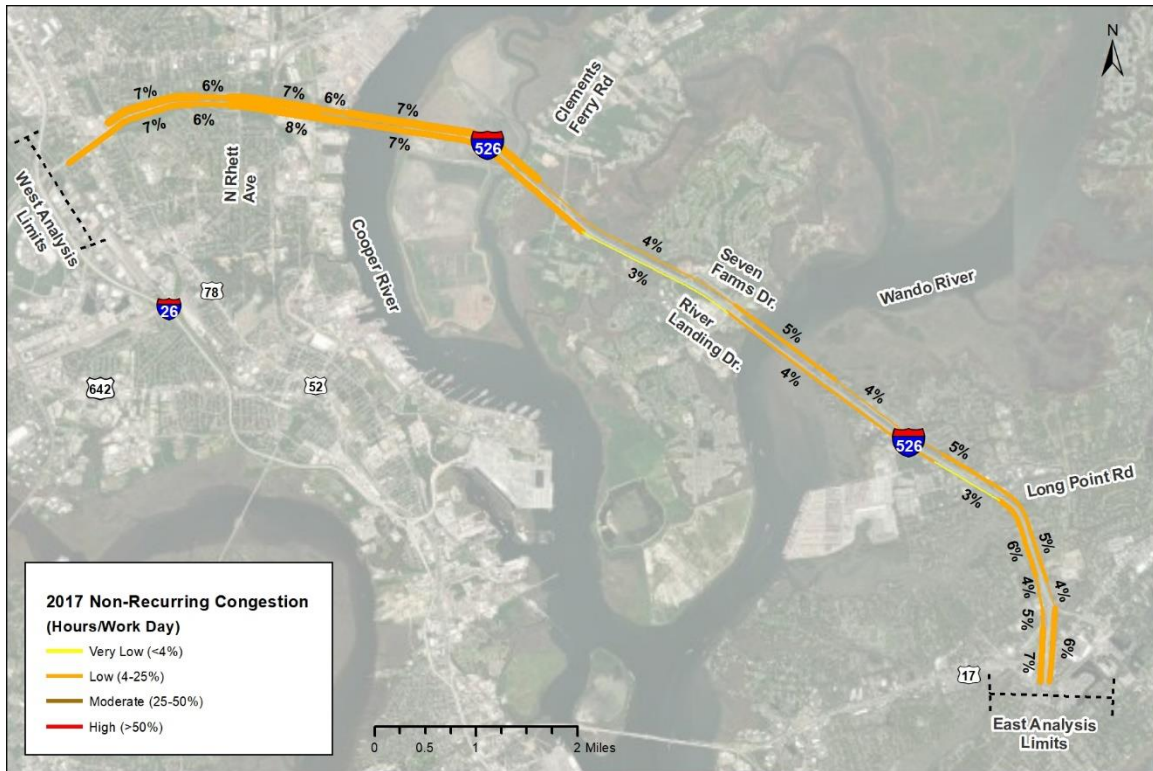 N
7%
6%
7%
6%
7%
7%
6%
8%
7%
526
Clements
Ferry Rd
N Rhett
Ave
West Analysis
Limits
Cooper River
78
26
642
52
4%
3%
Seven
Farms Dr.
River
Landing Dr.
Wando River
5%
4%
4%
526
5%
3%
Long Point Rd
5%
6%
4%
4%
5%
6%
7%
17
East Analysis
Limits
2017 Non-Recurring Congestion
(Hours/Work Day)
Very Low (<4%)
Low (4-25%)
Moderate (25-50%)
High (>50%)
0 0.5 1 2 Miles